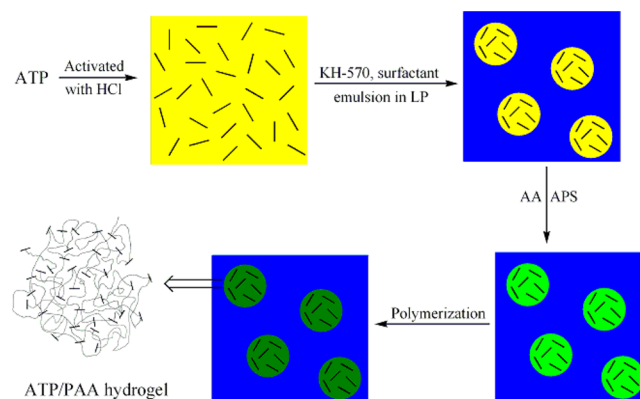 ATP
Activated
with HCl
KH-570, surfactant
emulsion in LP
AA
APS
Polymerization
ATP/PAA hydrogel